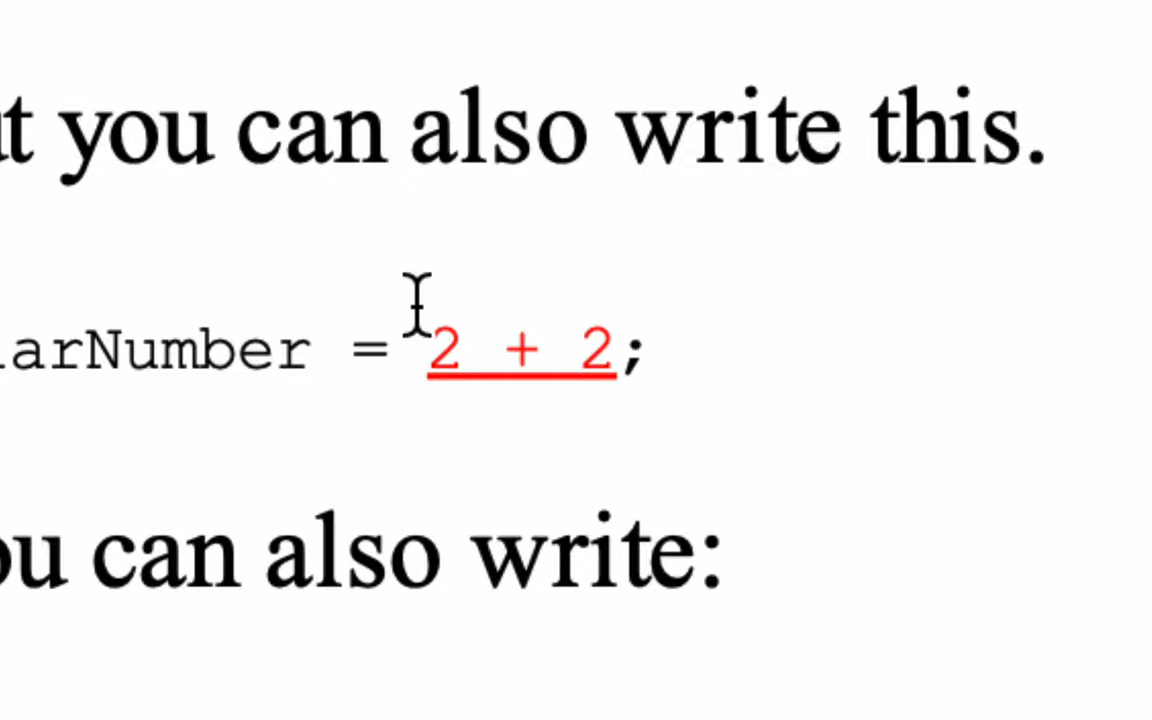 t you can also write this.
arNumber = 2 + 2;
ou can also write: